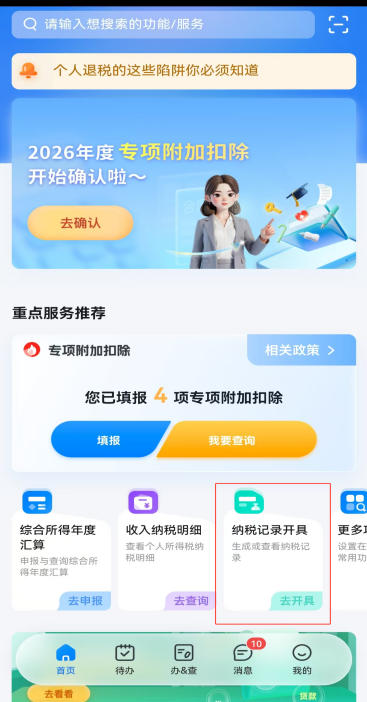 请输入想搜索的功能/服务
个人退税的这些陷阱你必须知道
2026年度 专项附加扣除
开始确认啦～
去确认
重点服务推荐
专项附加扣除
相关政策 >
您已填报 4 项专项附加扣除
填报
我要查询
综合所得年度
汇算
申报与查询综合所
得年度汇算
去申报
收入纳税明细
查看个人所得税纳
税明细
去查询
纳税记录开具
生成或查看纳税记
录
去开具
更多
设置在
常用功
10
首页
待办
办&查
消息
我的
去看看
货款